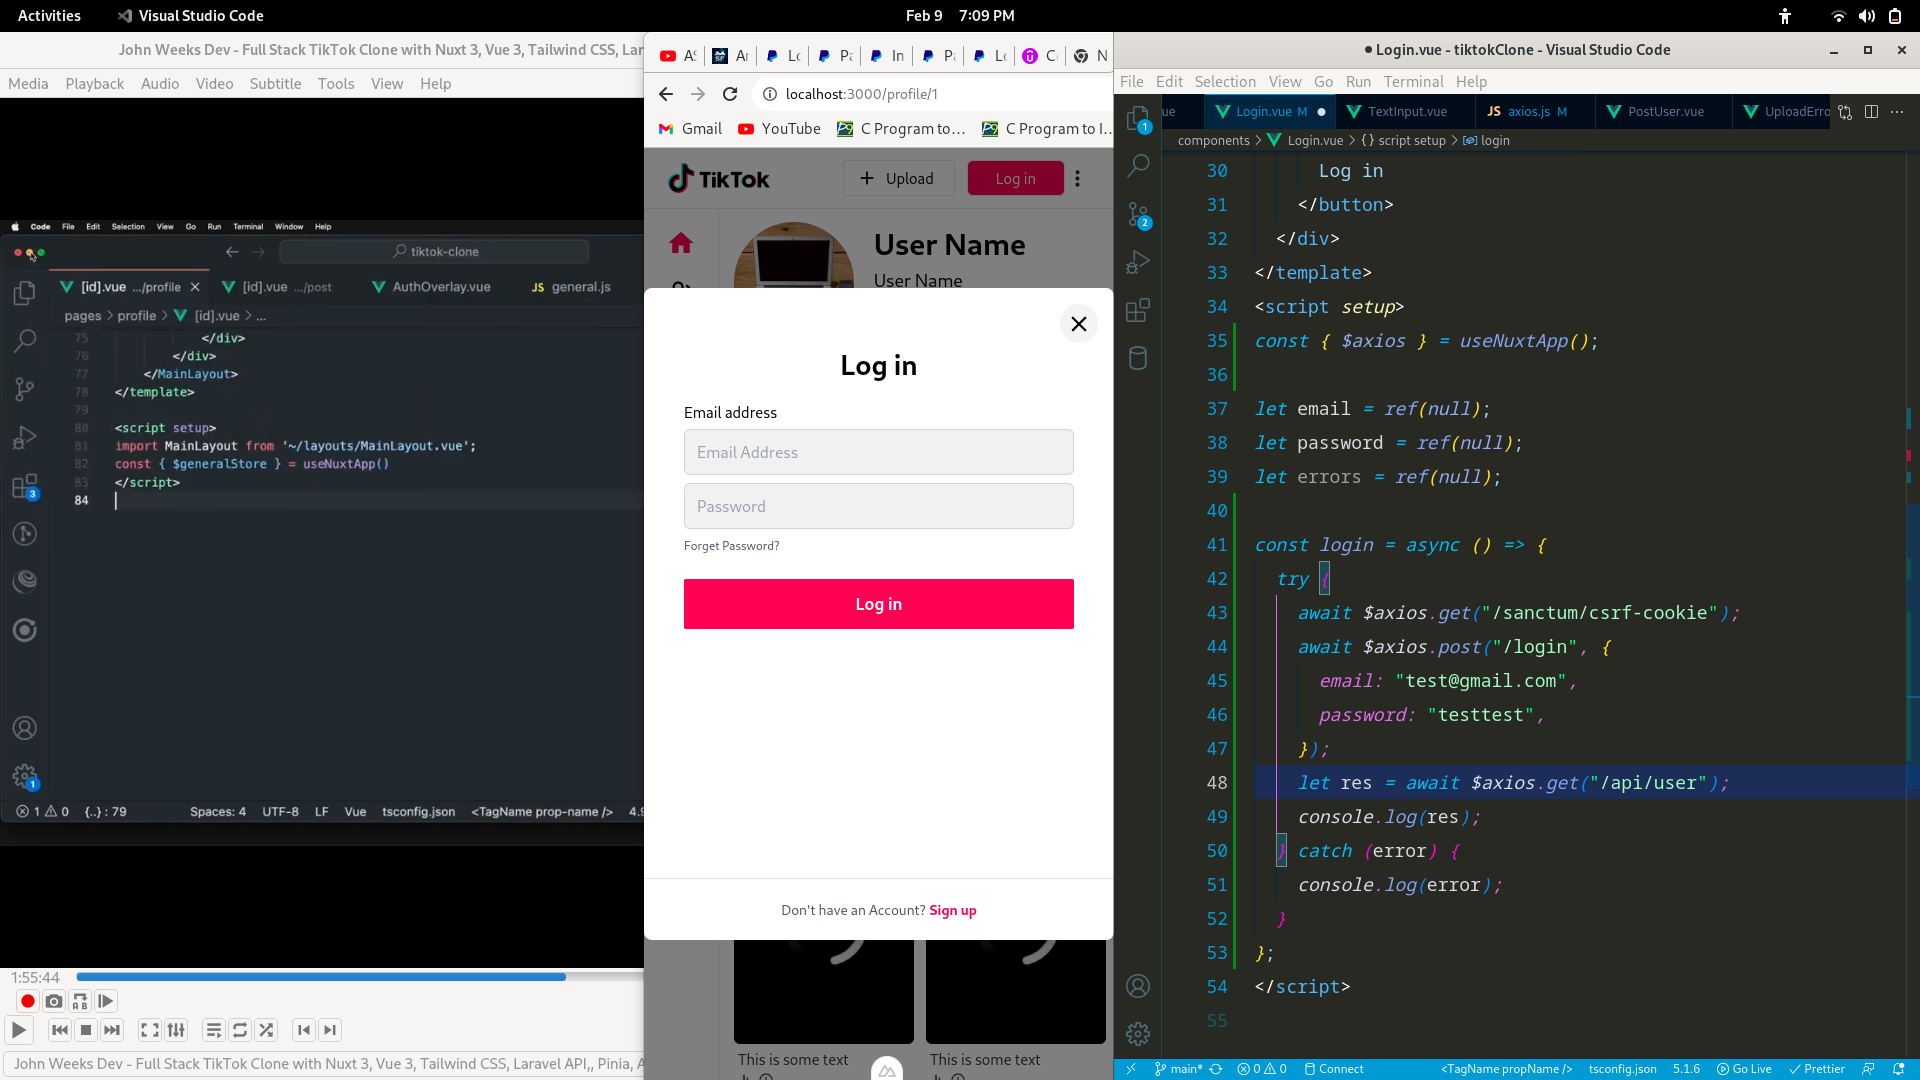 Activities
Visual Studio Code
Feb 9 7:09 PM
John Weeks Dev - Full Stack TikTok Clone with Nuxt 3, Vue 3, Tailwind CSS, Lar
Media Playback Audio Video Subtitle Tools View Help
Code File Edit Selection View Go Run Terminal Window Help
tiktok-clone
[id].vue .../profile
[id].vue .../post
AuthOverlay.vue
JS general.js
pages > profile > [id].vue > ...
75 </div>
76 </div>
77 </MainLayout>
78 </template>
79
80 <script setup>
81 import MainLayout from '~/layouts/MainLayout.vue';
82 const { $generalStore } = useNuxtApp()
83 </script>
84
3
1
1 0 {..} : 79 Spaces: 4 UTF-8 LF Vue tsconfig.json <TagName prop-name /> 4.9
1:55:44
John Weeks Dev - Full Stack TikTok Clone with Nuxt 3, Vue 3, Tailwind CSS, Laravel API,, Pinia, A
AS
Ar
Lo
Pa
In
Pa
Lo
C
N
localhost:3000/profile/1
Gmail
YouTube
C Program to...
C Program to I...
TikTok
Upload
Log in
User Name
User Name
Log in
Email address
Email Address
Password
Forget Password?
Log in
Don't have an Account? Sign up
This is some text
This is some text
Login.vue - tiktokClone - Visual Studio Code
File Edit Selection View Go Run Terminal Help
ue
Login.vue M
TextInput.vue
JS axios.js M
PostUser.vue
UploadErro
components > Login.vue > {} script setup > login
1
2
30 Log in
31 </button>
32 </div>
33 </template>
34 <script setup>
35 const { $axios } = useNuxtApp();
36
37 let email = ref(null);
38 let password = ref(null);
39 let errors = ref(null);
40
41 const login = async () => {
42 try {
43 await $axios.get("/sanctum/csrf-cookie");
44 await $axios.post("/login", {
45 email: "test@gmail.com",
46 password: "testtest",
47 });
48 let res = await $axios.get("/api/user");
49 console.log(res);
50 } catch (error) {
51 console.log(error);
52 }
53 };
54 </script>
55
main* 0 0 Connect <TagName propName /> tsconfig.json 5.1.6 Go Live Prettier